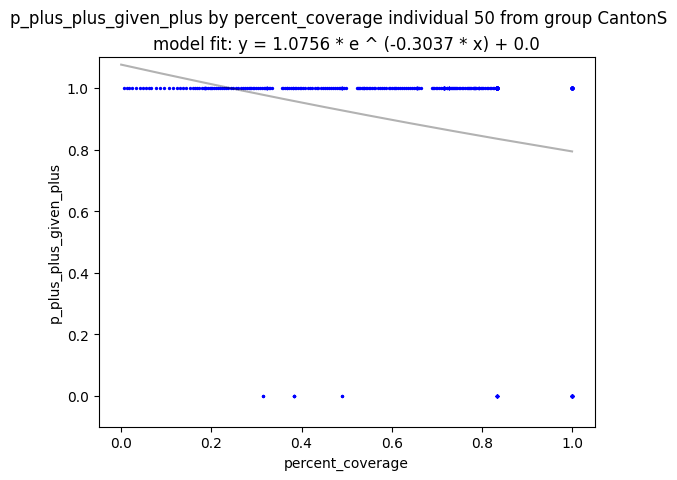 p_plus_plus_given_plus by percent_coverage individual 50 from group CantonS
model fit: y = 1.0756 * e ^ (-0.3037 * x) + 0.0
1.0
0.8
0.6
0.4
0.2
0.0
p_plus_plus_given_plus
0.0 0.2 0.4 0.6 0.8 1.0
percent_coverage